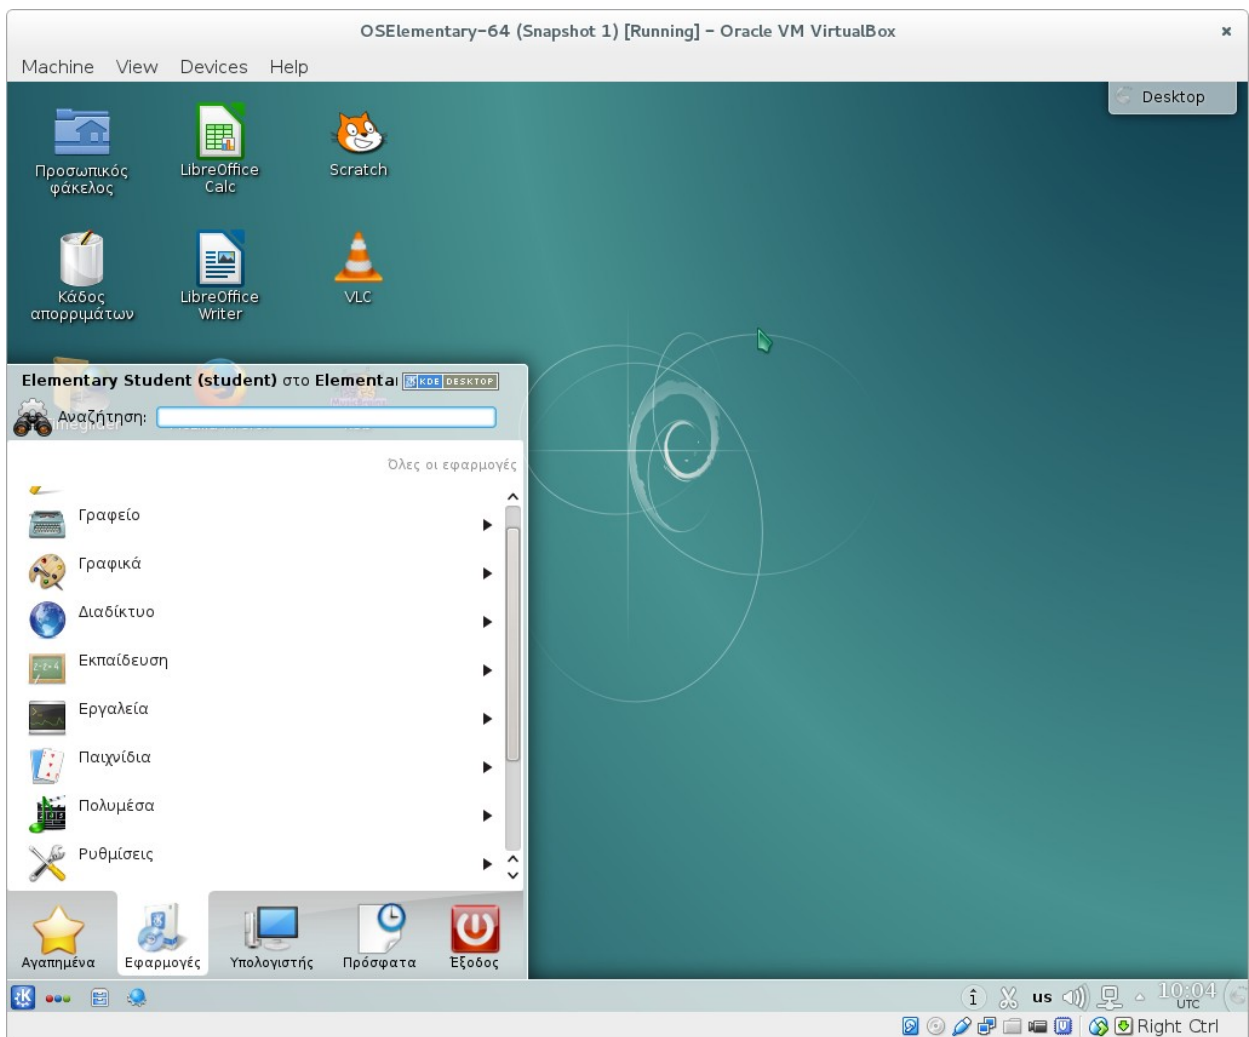 OSElementary-64 (Snapshot 1) [Running] – Oracle VM VirtualBox
Machine View Devices Help
Desktop
Προσωπικός
φάκελος
LibreOffice
Calc
Scratch
Κάδος
απορριμάτων
LibreOffice
Writer
VLC
Elementary Student (student) στο Elementa
KDE DESKTOP
Αναζήτηση:
Όλες οι εφαρμογές
Γραφείο
Γραφικά
Διαδίκτυο
Εκπαίδευση
Εργαλεία
Παιχνίδια
Πολυμέσα
Ρυθμίσεις
Αγαπημένα Εφαρμογές Υπολογιστής Πρόσφατα Έξοδος
us 10:04
UTC
Right Ctrl